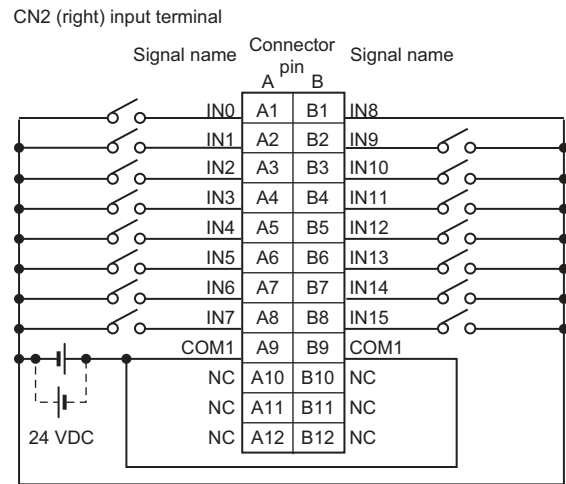 CN2 (right) input terminal
Signal name Connector pin Signal name
A B
IN0 A1 B1 IN8
IN1 A2 B2 IN9
IN2 A3 B3 IN10
IN3 A4 B4 IN11
IN4 A5 B5 IN12
IN5 A6 B6 IN13
IN6 A7 B7 IN14
IN7 A8 B8 IN15
COM1 A9 B9 COM1
NC A10 B10 NC
NC A11 B11 NC
NC A12 B12 NC
24 VDC